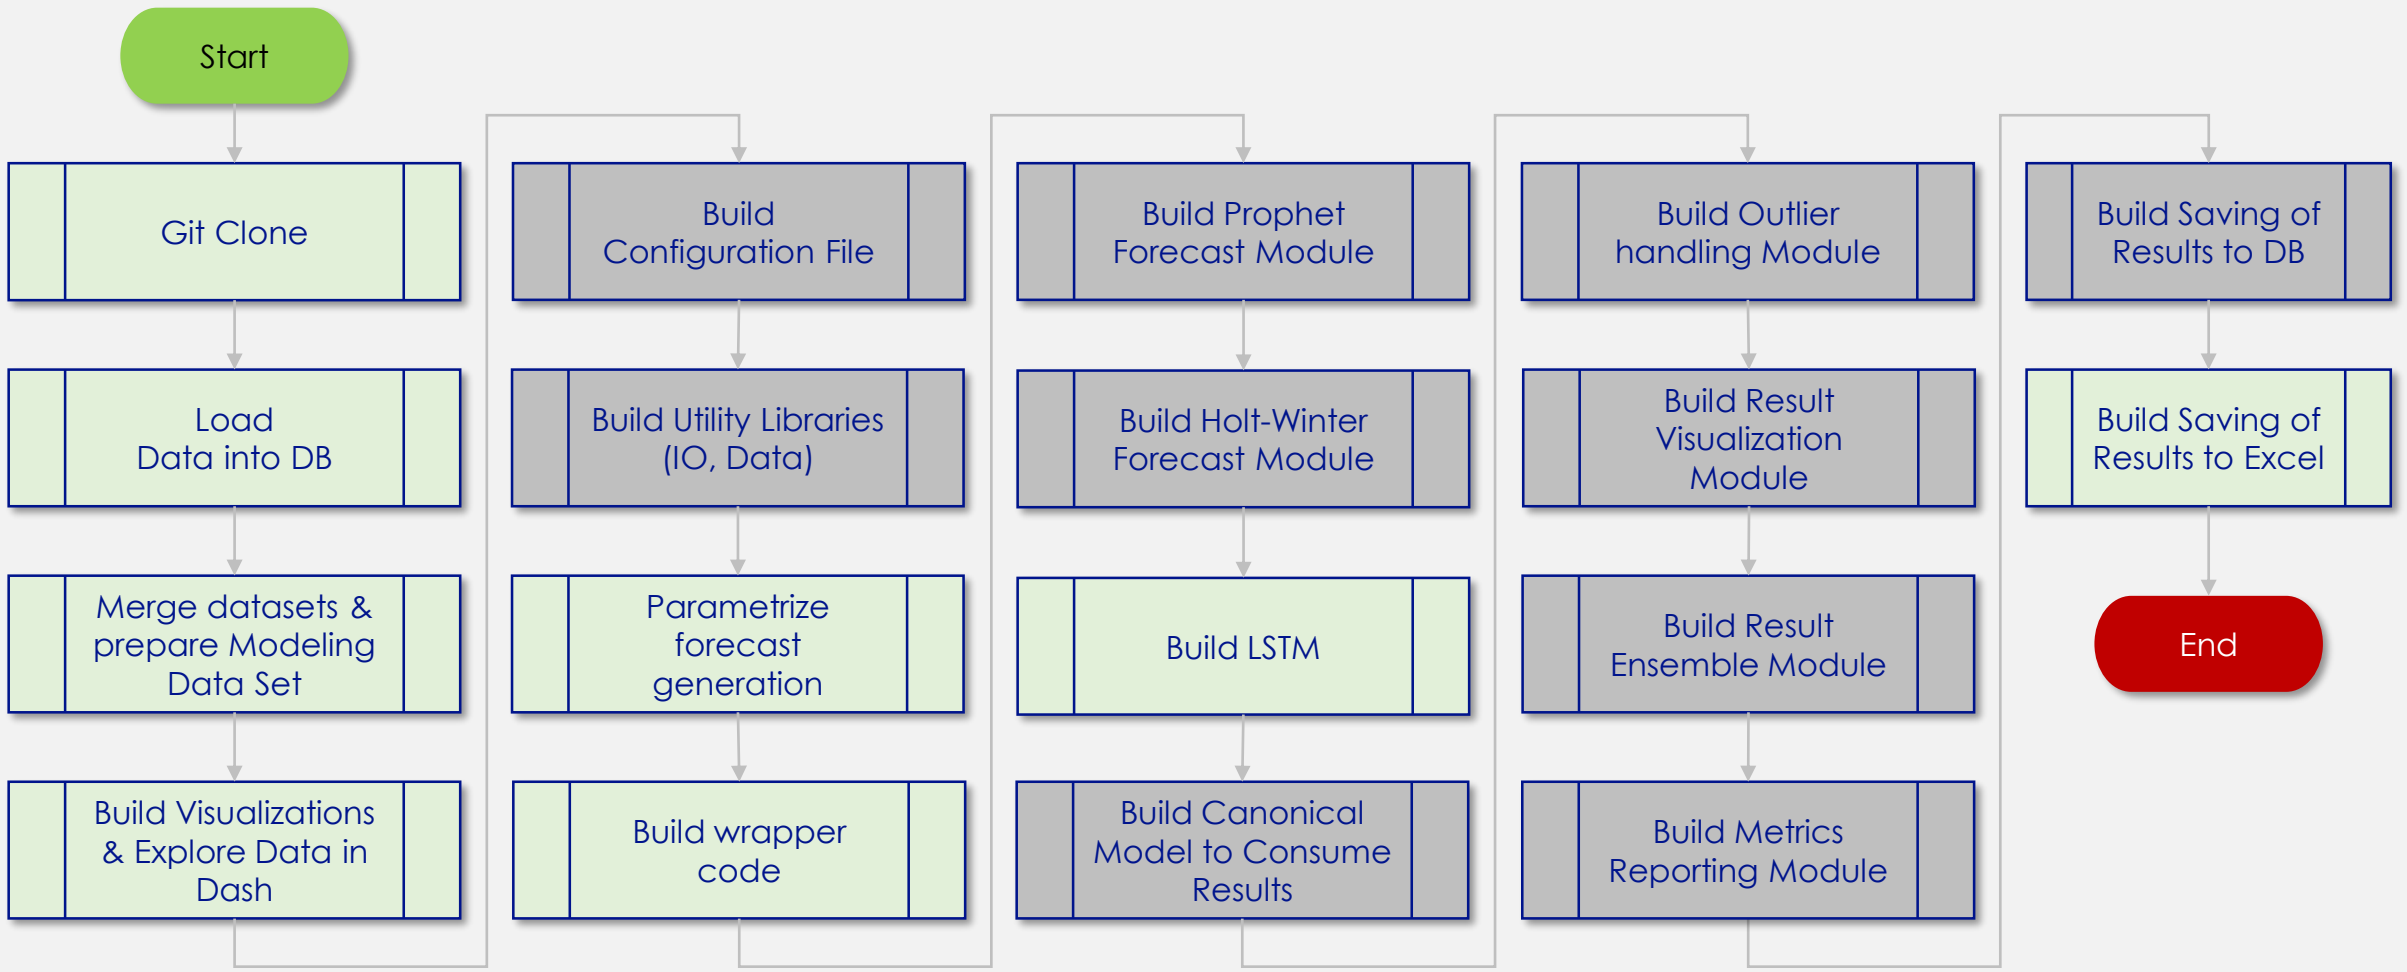 Start
Git Clone
Load
Data into DB
Merge datasets &
prepare Modeling
Data Set
Build Visualizations
& Explore Data in
Dash
Build
Configuration File
Build Utility Libraries
(IO, Data)
Parametrize
forecast
generation
Build wrapper
code
Build Prophet
Forecast Module
Build Holt-Winter
Forecast Module
Build LSTM
Build Canonical
Model to Consume
Results
Build Outlier
handling Module
Build Result
Visualization
Module
Build Result
Ensemble Module
Build Metrics
Reporting Module
Build Saving of
Results to DB
Build Saving of
Results to Excel
End